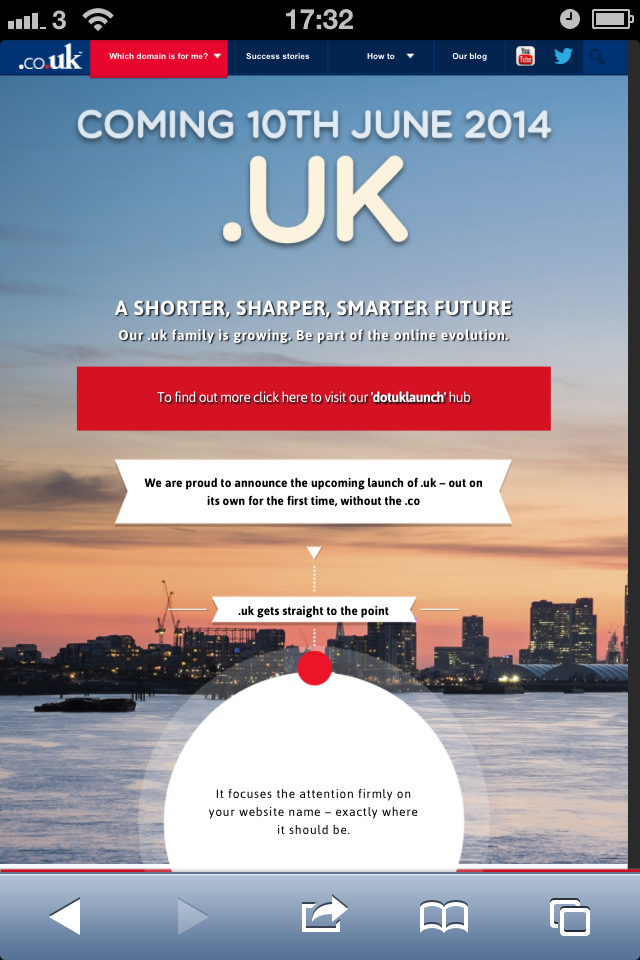 3 17:32
.co.uk Which domain is for me? Success stories How to Our blog You Tube
COMING 10TH JUNE 2014
.UK
A SHORTER, SHARPER, SMARTER FUTURE
Our .uk family is growing. Be part of the online evolution.
To find out more click here to visit our 'dotuklaunch' hub
We are proud to announce the upcoming launch of .uk – out on
its own for the first time, without the .co
.uk gets straight to the point
It focuses the attention firmly on
your website name – exactly where
it should be.